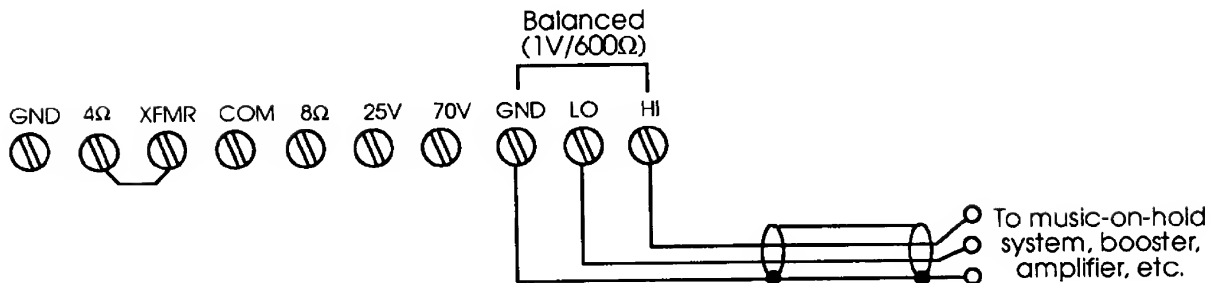 Balanced
(1V/600Ω)
GND 4Ω XFMR COM 8Ω 25V 70V GND LO HI
To music-on-hold
system, booster,
amplifier, etc.